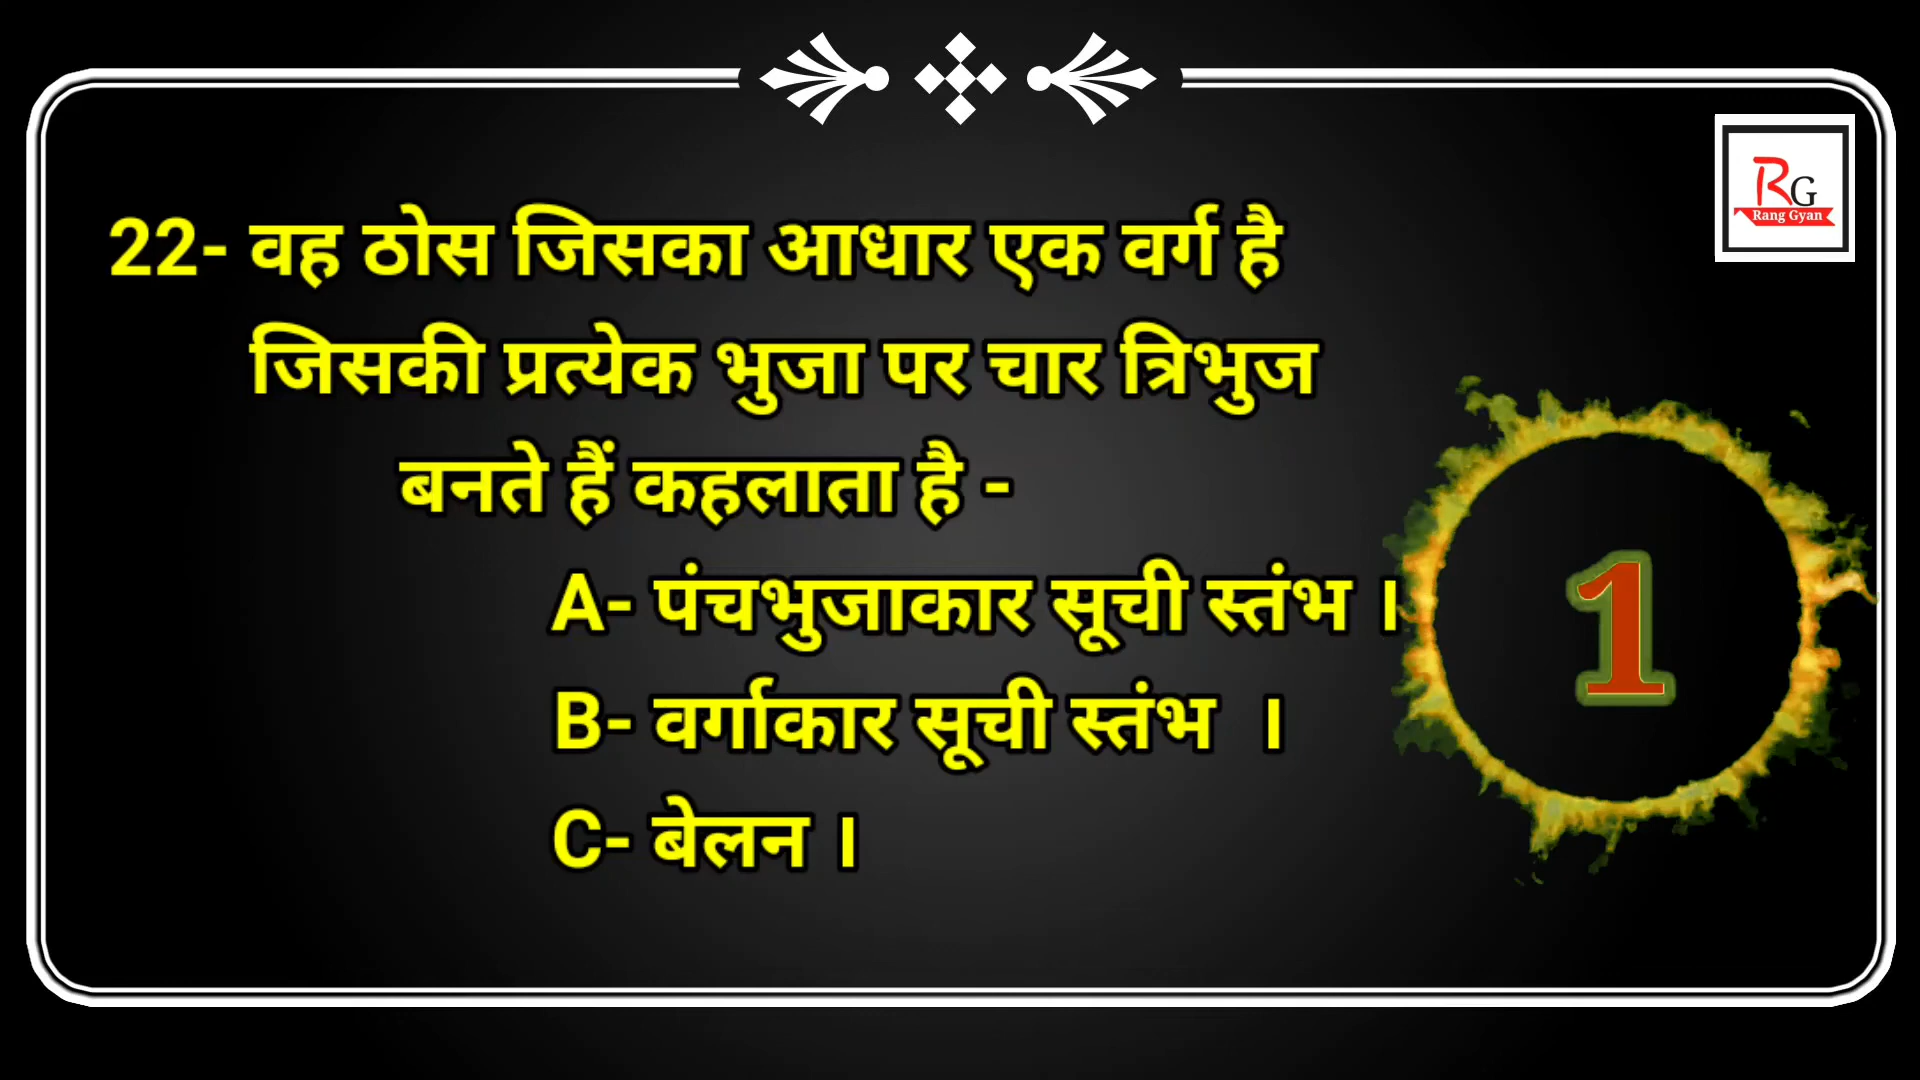 RG
Rang Gyan
22- वह ठोस जिसका आधार एक वर्ग है
जिसकी प्रत्येक भुजा पर चार त्रिभुज
बनते हैं कहलाता है -
A- पंचभुजाकार सूची स्तंभ ।
B- वर्गाकार सूची स्तंभ ।
C- बेलन ।
1